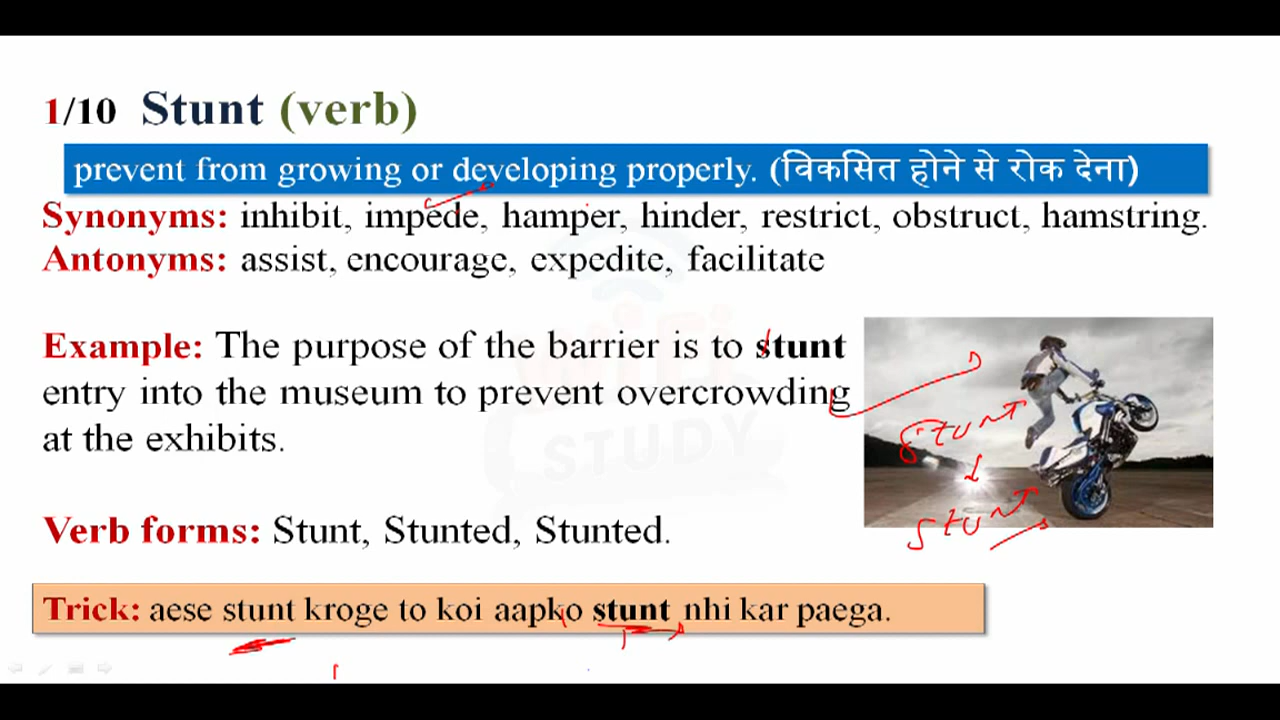 1/10 Stunt (verb)
prevent from growing or developing properly. (विकसित होने से रोक देना)
Synonyms: inhibit, impede, hamper, hinder, restrict, obstruct, hamstring.
Antonyms: assist, encourage, expedite, facilitate
Example: The purpose of the barrier is to stunt
entry into the museum to prevent overcrowding
at the exhibits.
WiFi
STUDY
Stunt
Stunt
Verb forms: Stunt, Stunted, Stunted.
Trick: aese stunt kroge to koi aapko stunt nhi kar paega.